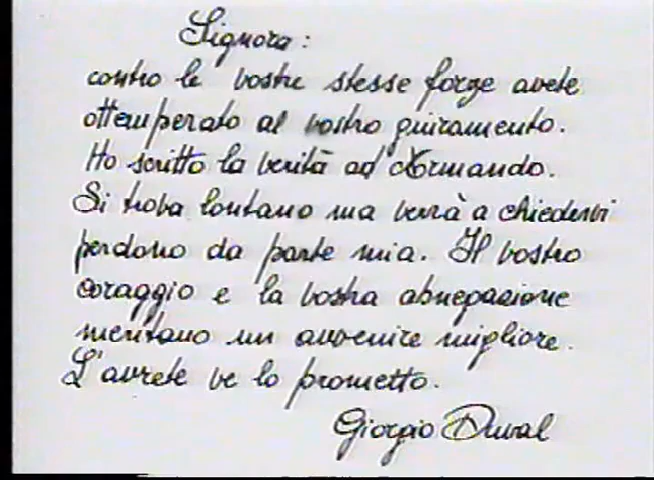 Signora:
contro le vostre stesse forze avete
ottemperato al vostro guiramento.
Ho scritto la verità ad Armando.
Si trova lontano ma verrà a chiedervi
perdono da parte mia. Il vostro
coraggio e la vostra abnegazione
meritano un avvenire migliore.
L'avrete ve lo prometto.
Giorgio Duval